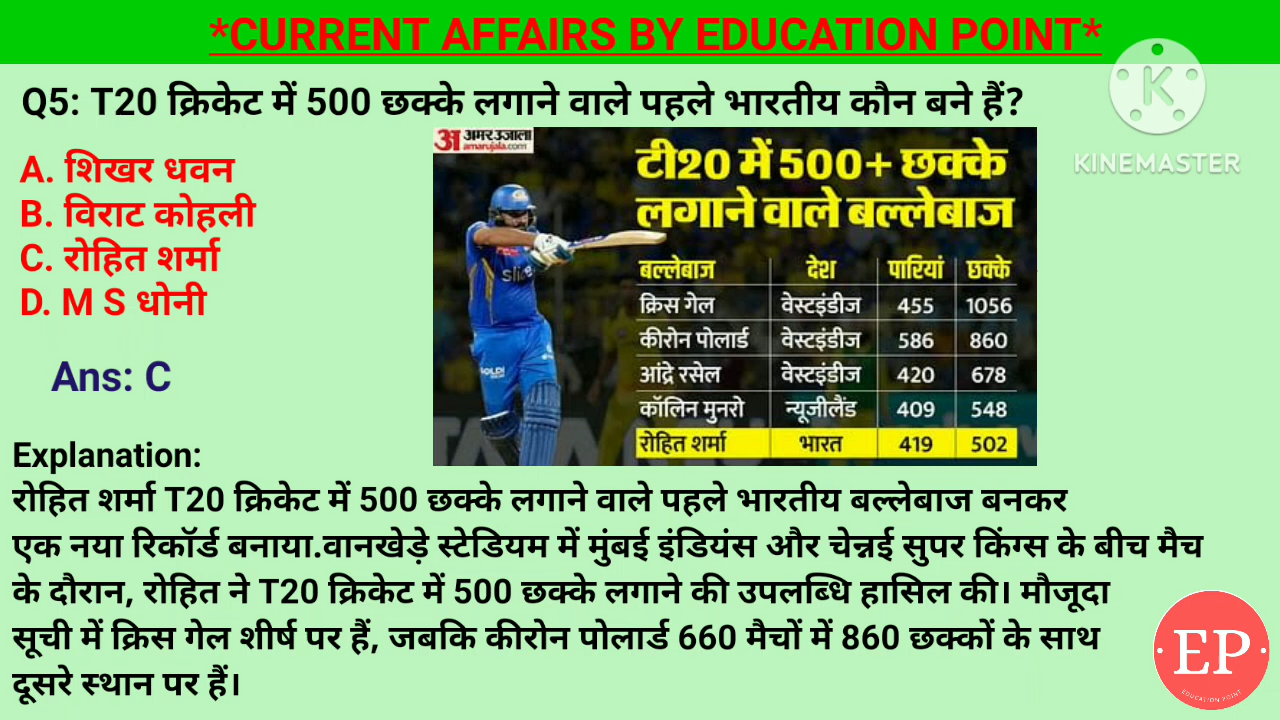 *CURRENT AFFAIRS BY EDUCATION POINT*
Q5: T20 क्रिकेट में 500 छक्के लगाने वाले पहले भारतीय कौन बने हैं?
K
KINEMASTER
A. शिखर धवन
B. विराट कोहली
C. रोहित शर्मा
D. M S धोनी
Ans: C
अ अमर उजाला
amarujala.com
टी20 में 500+ छक्के
लगाने वाले बल्लेबाज
बल्लेबाज देश पारियां छक्के
क्रिस गेल वेस्टइंडीज 455 1056
कीरोन पोलार्ड वेस्टइंडीज 586 860
आंद्रे रसेल वेस्टइंडीज 420 678
कॉलिन मुनरो न्यूजीलैंड 409 548
रोहित शर्मा भारत 419 502
Explanation:
रोहित शर्मा T20 क्रिकेट में 500 छक्के लगाने वाले पहले भारतीय बल्लेबाज बनकर
एक नया रिकॉर्ड बनाया.वानखेड़े स्टेडियम में मुंबई इंडियंस और चेन्नई सुपर किंग्स के बीच मैच
के दौरान, रोहित ने T20 क्रिकेट में 500 छक्के लगाने की उपलब्धि हासिल की। मौजूदा
सूची में क्रिस गेल शीर्ष पर हैं, जबकि कीरोन पोलार्ड 660 मैचों में 860 छक्कों के साथ
दूसरे स्थान पर हैं।
EP
EDUCATION POINT